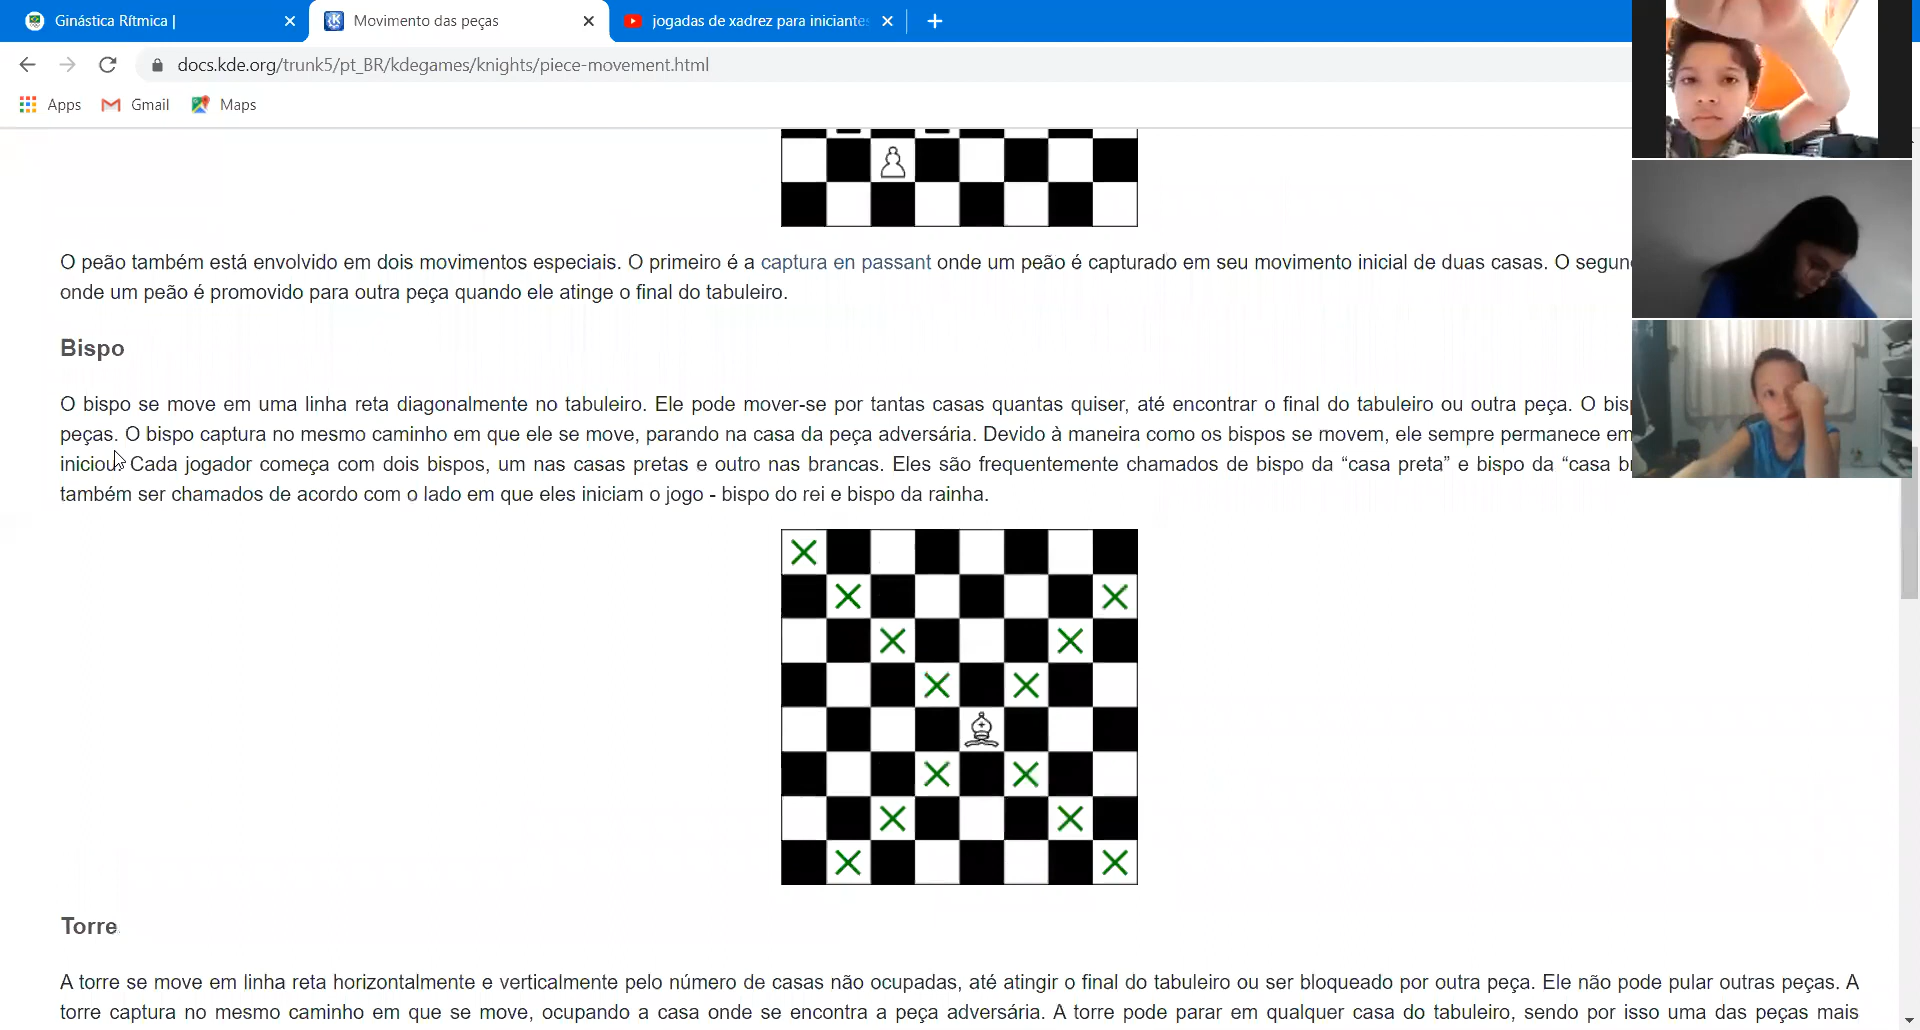 Ginástica Rítmica |
Movimento das peças
jogadas de xadrez para iniciantes
docs.kde.org/trunk5/pt_BR/kdegames/knights/piece-movement.html
Apps Gmail Maps
O peão também está envolvido em dois movimentos especiais. O primeiro é a captura en passant onde um peão é capturado em seu movimento inicial de duas casas. O
onde um peão é promovido para outra peça quando ele atinge o final do tabuleiro.
Bispo
O bispo se move em uma linha reta diagonalmente no tabuleiro. Ele pode mover-se por tantas casas quantas quiser, até encontrar o final do tabuleiro ou outra peça. O
peças. O bispo captura no mesmo caminho em que ele se move, parando na casa da peça adversária. Devido à maneira como os bispos se movem, ele sempre permanece em
iniciou. Cada jogador começa com dois bispos, um nas casas pretas e outro nas brancas. Eles são frequentemente chamados de bispo da “casa preta” e bispo da “casa
também ser chamados de acordo com o lado em que eles iniciam o jogo - bispo do rei e bispo da rainha.
Torre
A torre se move em linha reta horizontalmente e verticalmente pelo número de casas não ocupadas, até atingir o final do tabuleiro ou ser bloqueado por outra peça. Ele não pode pular outras peças. A
torre captura no mesmo caminho em que se move, ocupando a casa onde se encontra a peça adversária. A torre pode parar em qualquer casa do tabuleiro, sendo por isso uma das peças mais